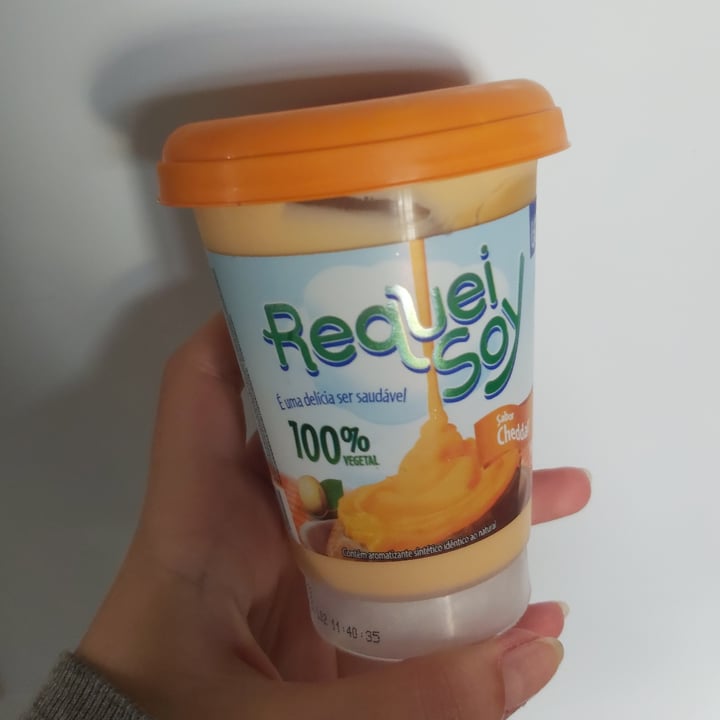 Requei
Soy
É uma delícia ser saudável
100%
VEGETAL
Sabor
Cheddar
Contém aromatizante sintético idêntico ao natural
11:40:35